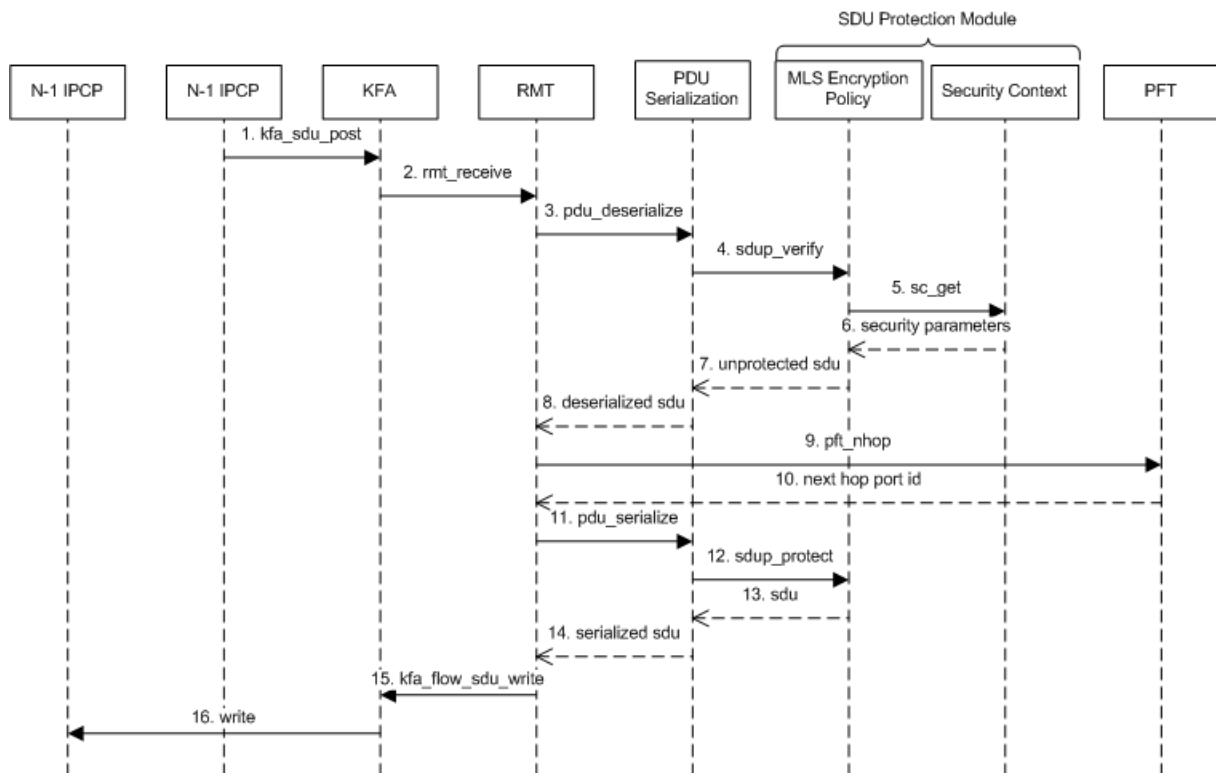 SDU Protection Module
N-1 IPCP
N-1 IPCP
KFA
RMT
PDU
Serialization
MLS Encryption
Policy
Security Context
PFT
1. kfa_sdu_post
2. rmt_receive
3. pdu_deserialize
4. sdup_verify
5. sc_get
6. security parameters
7. unprotected sdu
8. deserialized sdu
9. pft_nhop
10. next hop port id
11. pdu_serialize
12. sdup_protect
13. sdu
14. serialized sdu
15. kfa_flow_sdu_write
16. write